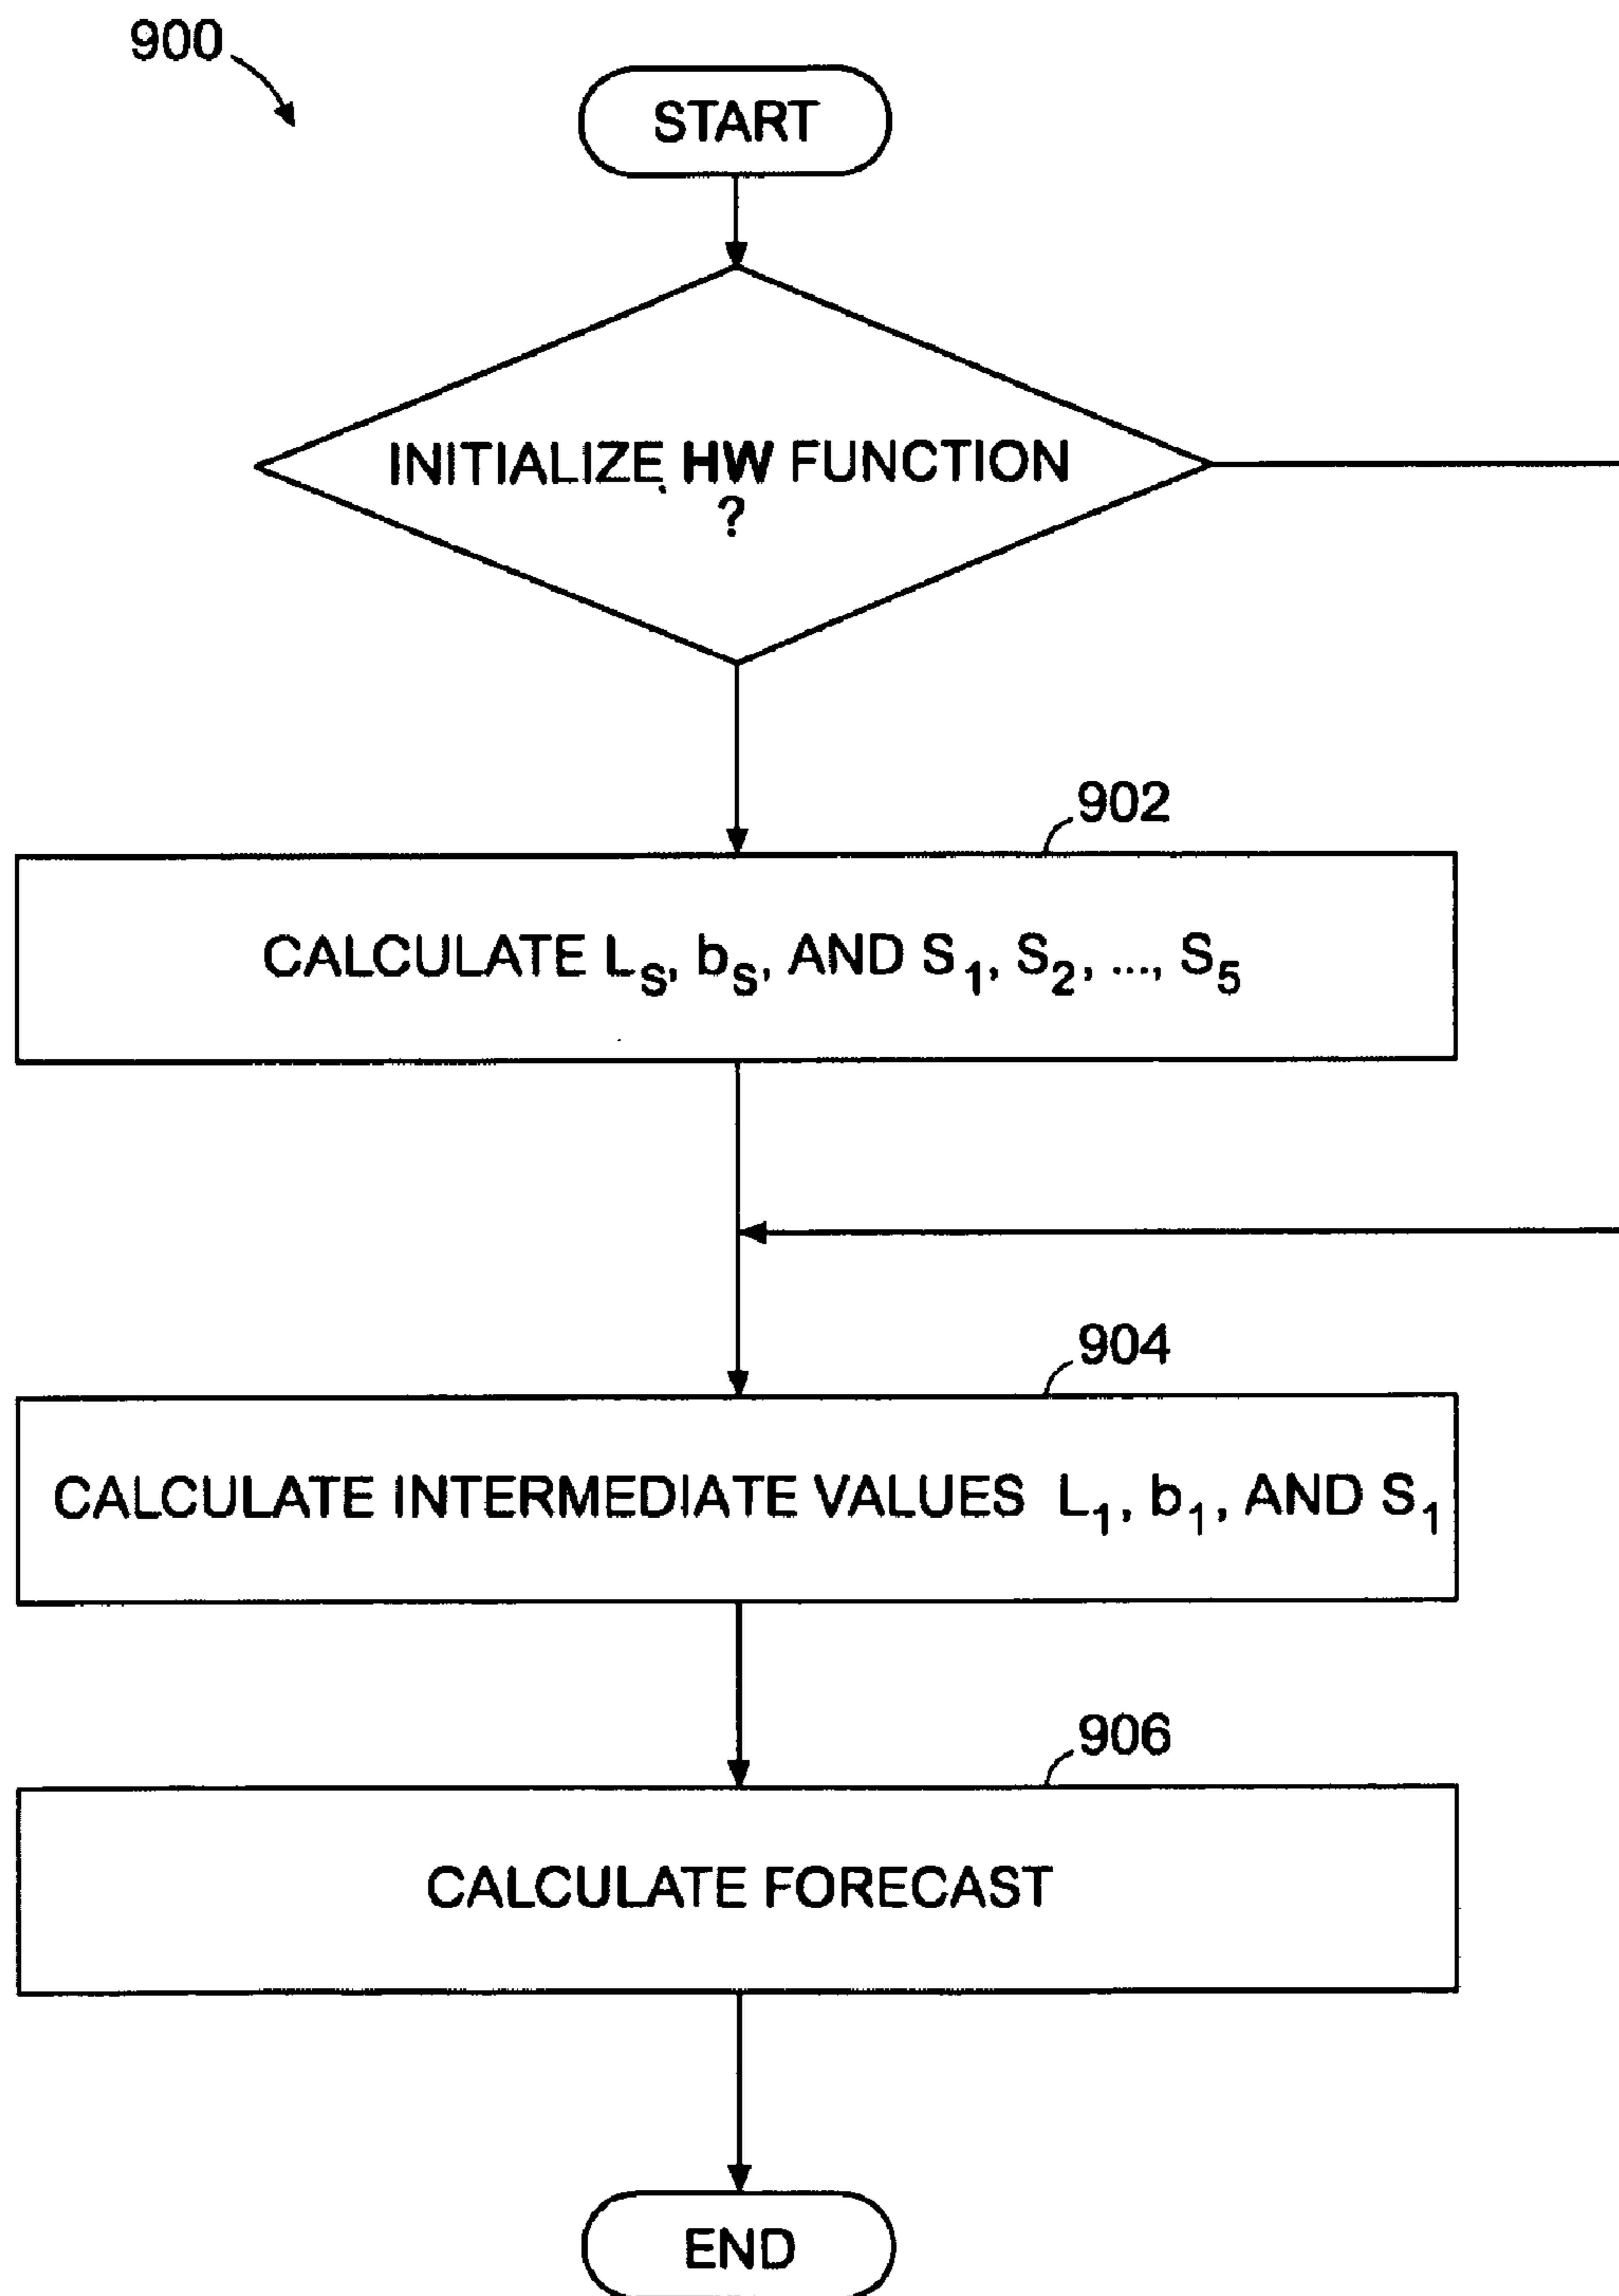 900
START
INITIALIZE HW FUNCTION
?
902
CALCULATE L_S, b_S, AND S_1, S_2, ..., S_5
904
CALCULATE INTERMEDIATE VALUES L_1, b_1, AND S_1
906
CALCULATE FORECAST
END